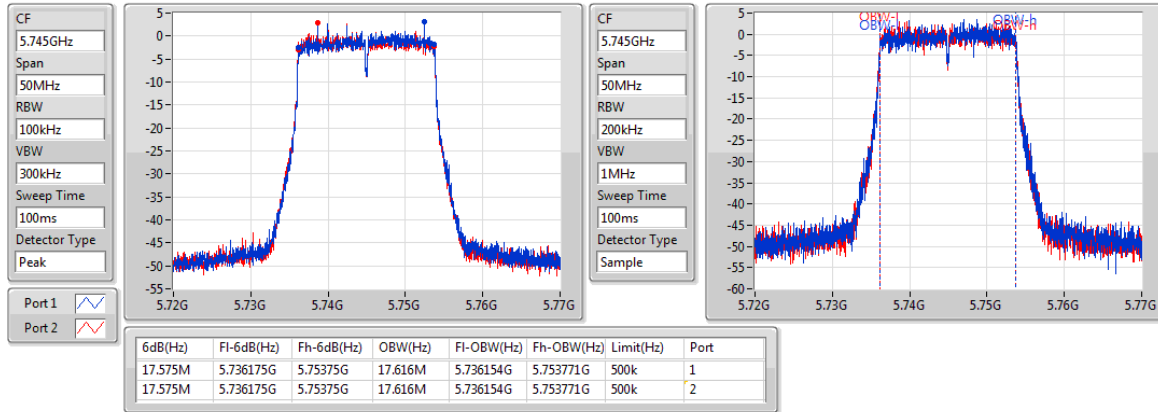 CF
5.745GHz
Span
50MHz
RBW
100kHz
VBW
300kHz
Sweep Time
100ms
Detector Type
Peak
5
0
-5
-10
-15
-20
-25
-30
-35
-40
-45
-50
-55
5.72G 5.73G 5.74G 5.75G 5.76G 5.77G
Port 1
Port 2
CF
5.745GHz
Span
50MHz
RBW
200kHz
VBW
1MHz
Sweep Time
100ms
Detector Type
Sample
OBW-l OBW-h
OBW-l OBW-h
5
0
-5
-10
-15
-20
-25
-30
-35
-40
-45
-50
-55
-60
5.72G 5.73G 5.74G 5.75G 5.76G 5.77G
6dB(Hz) Fl-6dB(Hz) Fh-6dB(Hz) OBW(Hz) Fl-OBW(Hz) Fh-OBW(Hz) Limit(Hz) Port
17.575M 5.736175G 5.75375G 17.616M 5.736154G 5.753771G 500k 1
17.575M 5.736175G 5.75375G 17.616M 5.736154G 5.753771G 500k 2